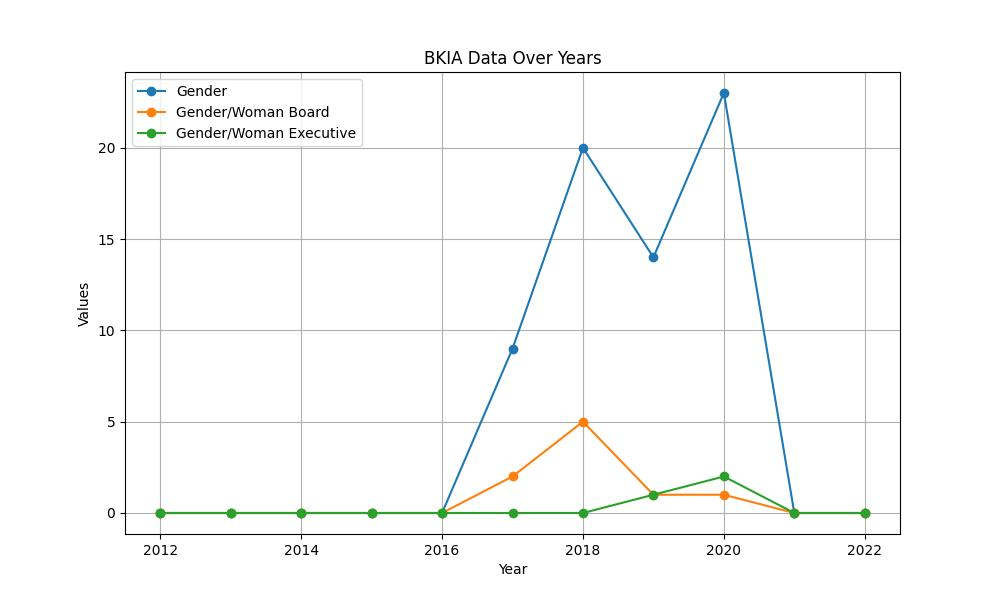 BKIA Data Over Years
Gender
Gender/Woman Board
Gender/Woman Executive
20
15
10
5
0
Values
2012 2014 2016 2018 2020 2022
Year